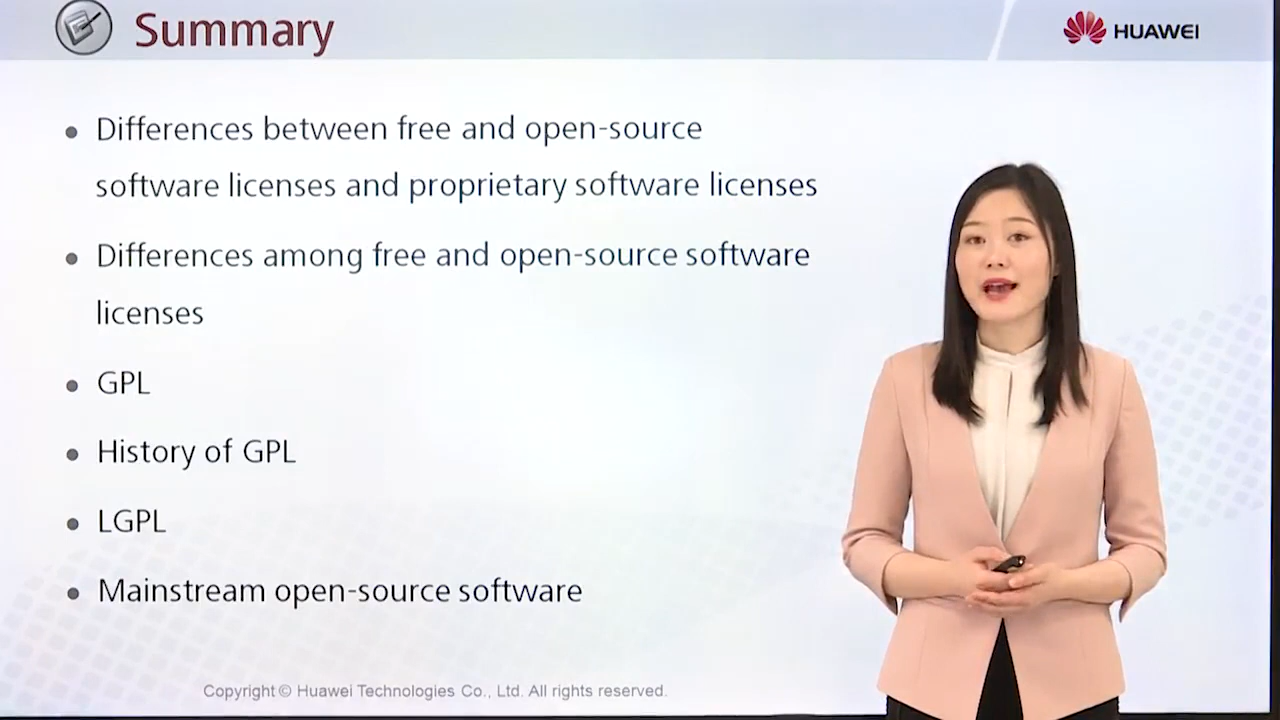 Summary
HUAWEI
• Differences between free and open-source
software licenses and proprietary software licenses
• Differences among free and open-source software
licenses
• GPL
• History of GPL
• LGPL
• Mainstream open-source software
Copyright © Huawei Technologies Co., Ltd. All rights reserved.